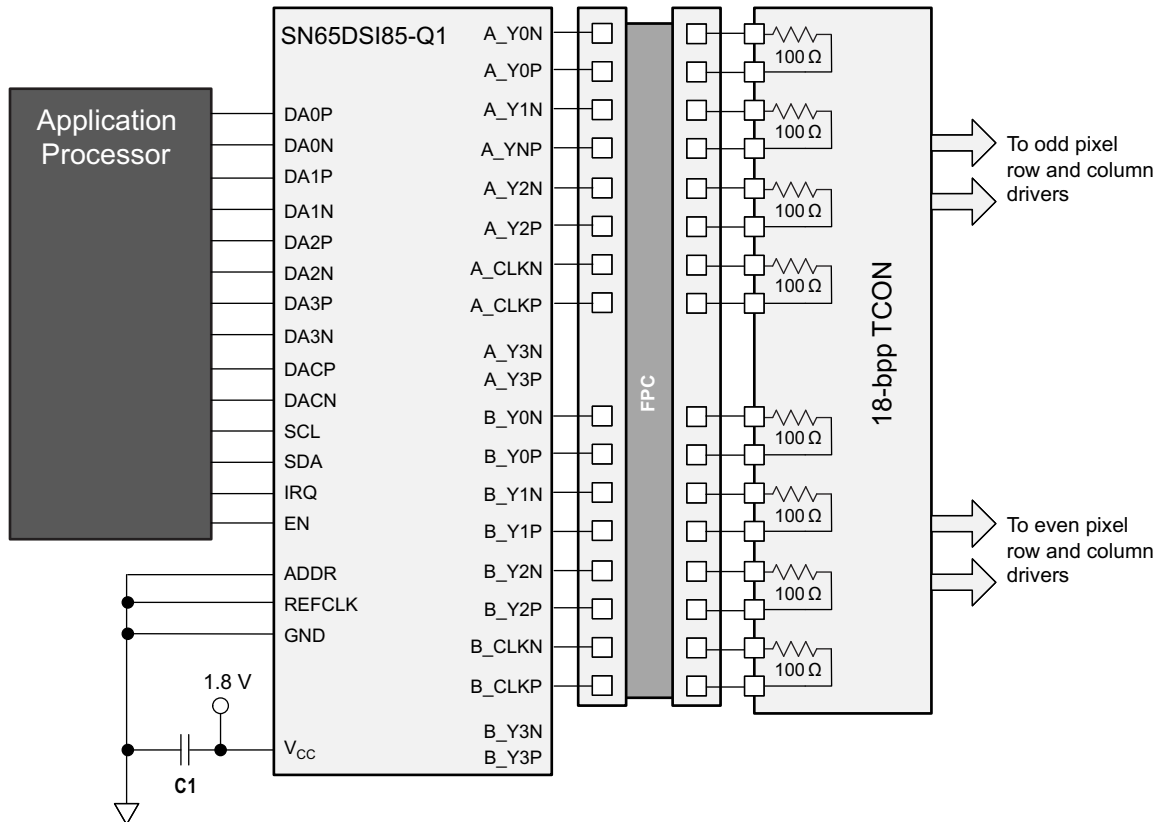 SN65DSI85-Q1
Application
Processor
DA0P
DA0N
DA1P
DA1N
DA2P
DA2N
DA3P
DA3N
DACP
DACN
SCL
SDA
IRQ
EN
ADDR
REFCLK
GND
1.8 V
VCC
C1
A_Y0N
A_Y0P
A_Y1N
A_YNP
A_Y2N
A_Y2P
A_CLKN
A_CLKP
A_Y3N
A_Y3P
B_Y0N
B_Y0P
B_Y1N
B_Y1P
B_Y2N
B_Y2P
B_CLKN
B_CLKP
B_Y3N
B_Y3P
FPC
100 Ω
100 Ω
100 Ω
100 Ω
100 Ω
100 Ω
100 Ω
100 Ω
18-bpp TCON
To odd pixel
row and column
drivers
To even pixel
row and column
drivers